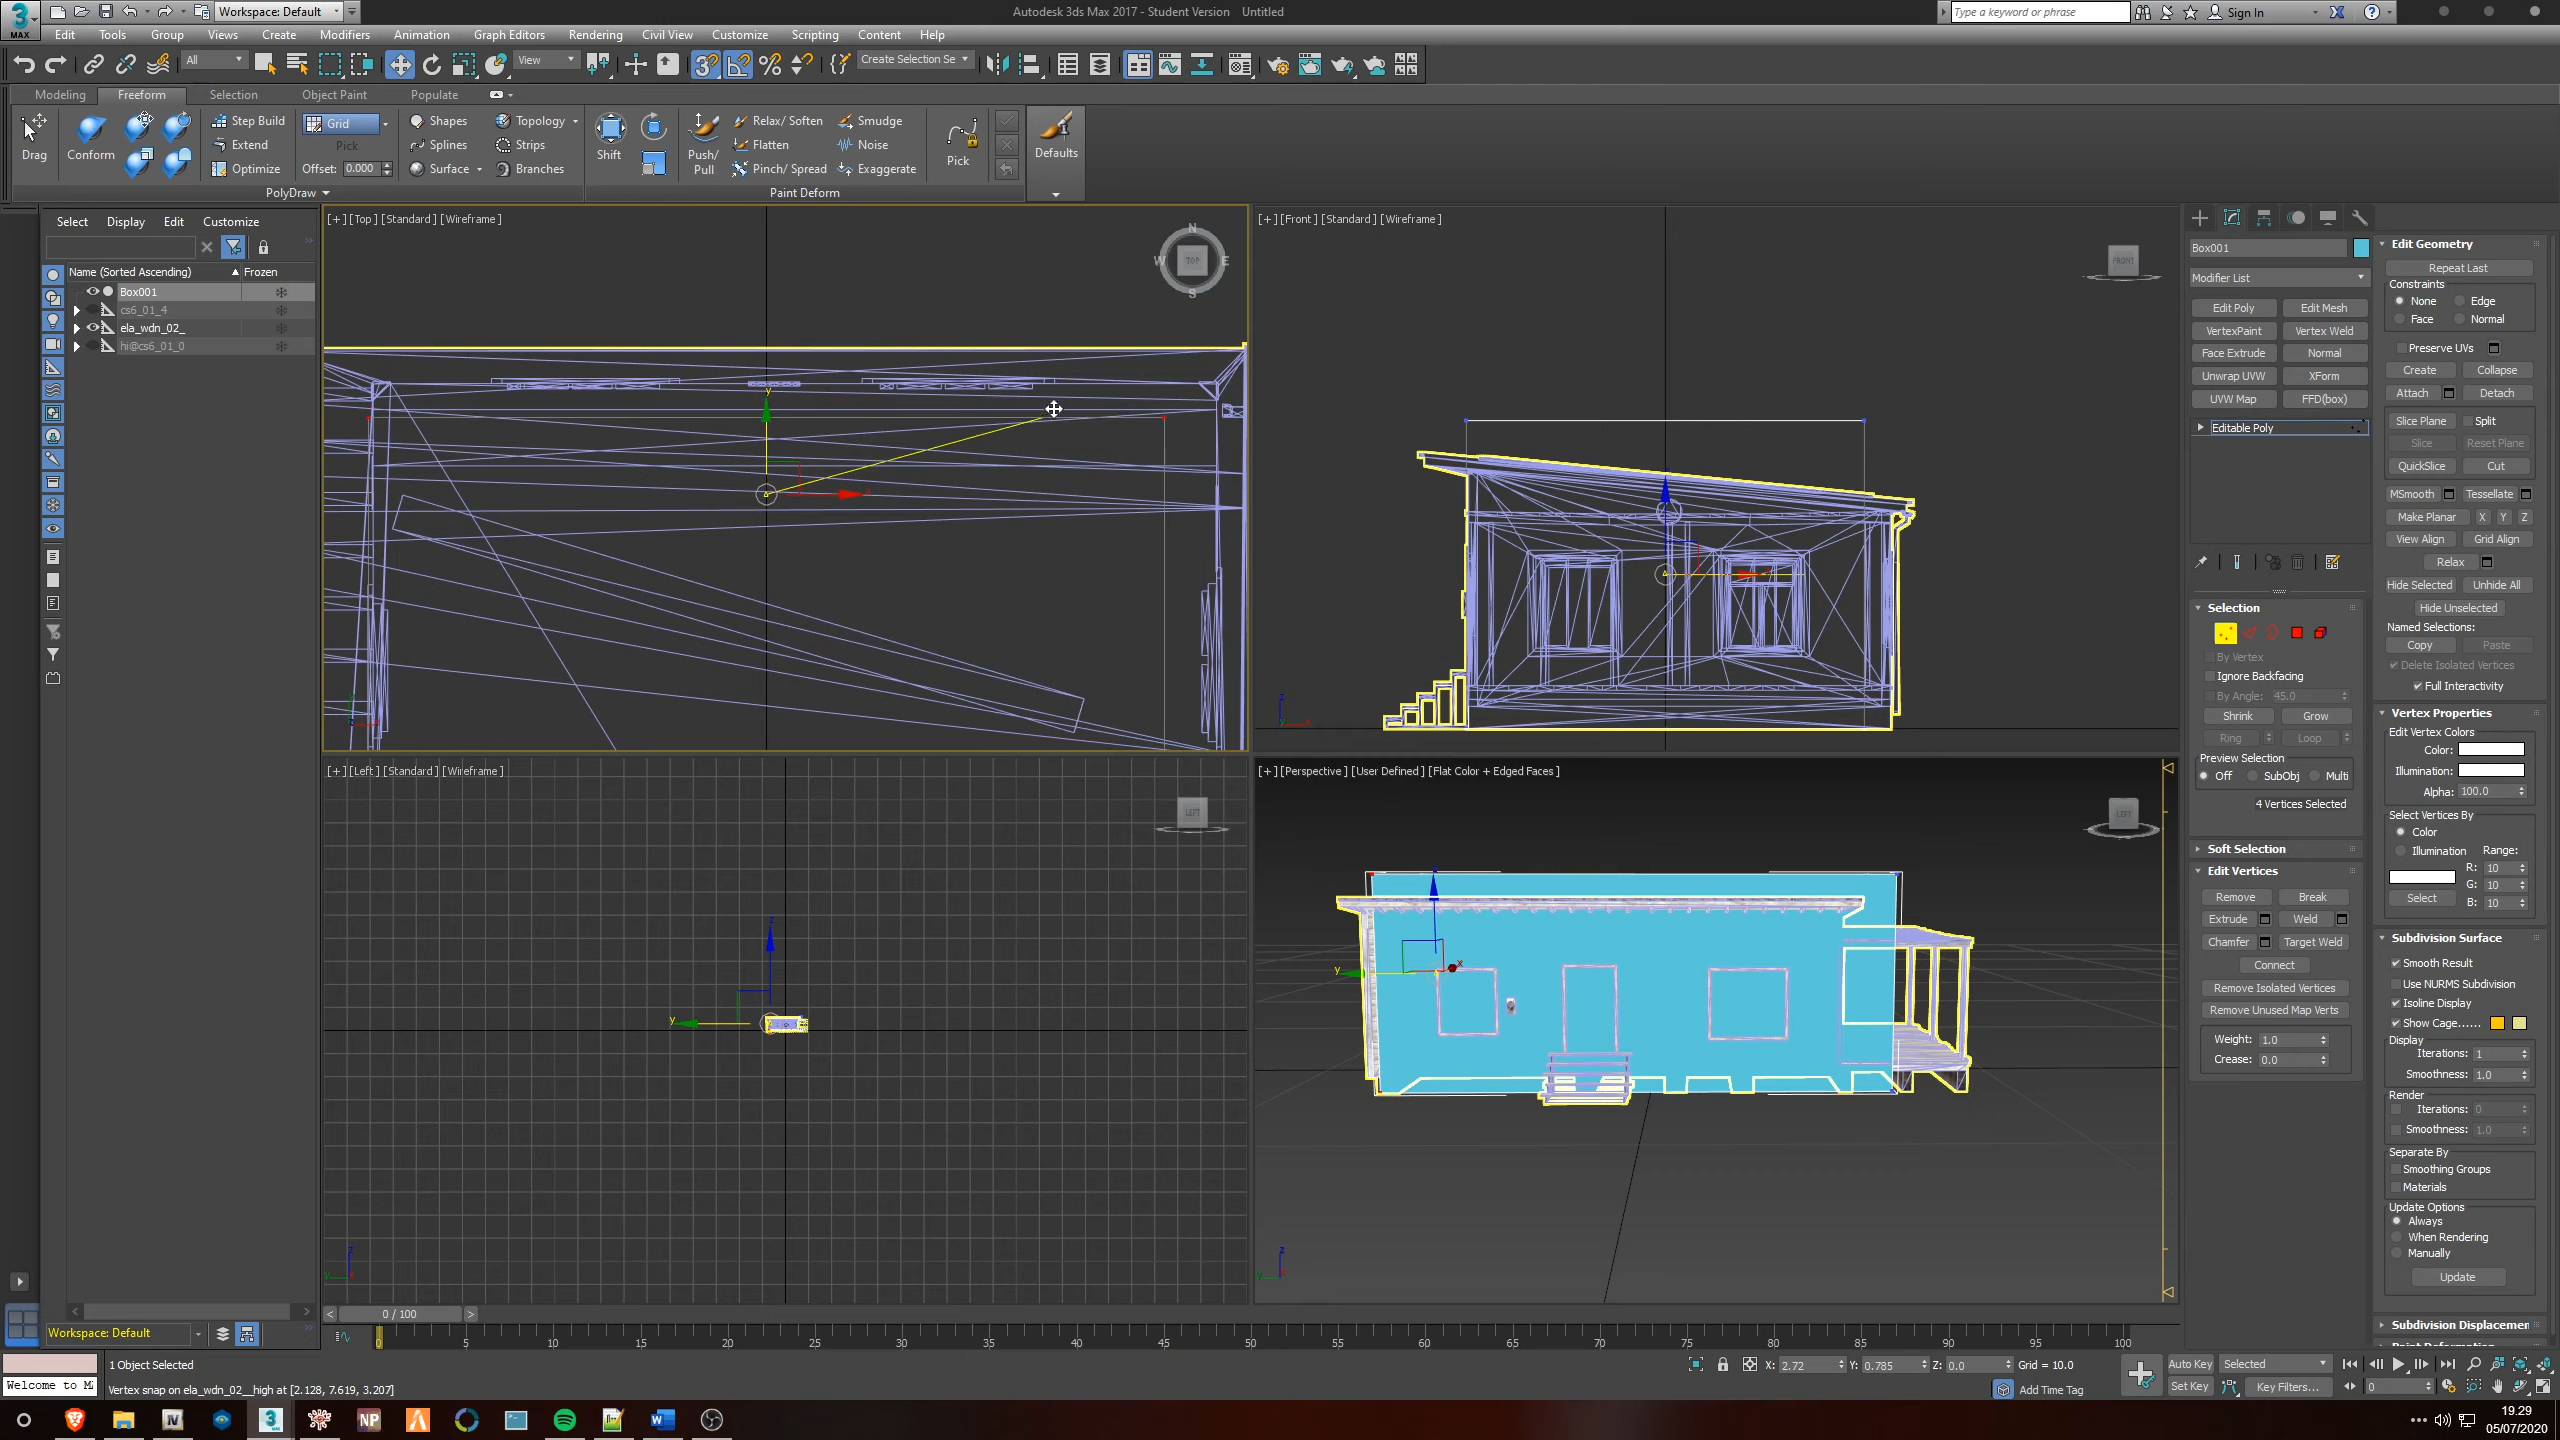 Workspace: Default
Autodesk 3ds Max 2017 - Student Version Untitled
Type a keyword or phrase
Sign In
MAX
Edit Tools Group Views Create Modifiers Animation Graph Editors Rendering Civil View Customize Scripting Content Help
All
View
Create Selection Se
Modeling Freeform Selection Object Paint Populate
Drag
Conform
Step Build
Extend
Optimize
Grid
Pick
Offset: 0.000
Shapes
Splines
Surface
Topology
Strips
Branches
PolyDraw
Shift
Push/
Pull
Relax/ Soften
Flatten
Pinch/ Spread
Smudge
Noise
Exaggerate
Pick
Paint Deform
Defaults
Select Display Edit Customize
Name (Sorted Ascending) Frozen
Box001
cs6_01_4
ela_wdn_02_
hi@cs6_01_0
[+] [Top] [Standard] [Wireframe]
N
W TOP E
S
y
x
[+] [Front] [Standard] [Wireframe]
FRONT
[+] [Left] [Standard] [Wireframe]
LEFT
z
y
z
y
[+] [Perspective] [User Defined] [Flat Color + Edged Faces]
LEFT
y
x
z
y
Box001
Modifier List
Edit Poly Edit Mesh
VertexPaint Vertex Weld
Face Extrude Normal
Unwrap UVW XForm
UVW Map FFD(box)
Editable Poly
Selection
By Vertex
Ignore Backfacing
By Angle: 45.0
Shrink Grow
Ring Loop
Preview Selection
Off SubObj Multi
4 Vertices Selected
Soft Selection
Edit Vertices
Remove Break
Extrude Weld
Chamfer Target Weld
Connect
Remove Isolated Vertices
Remove Unused Map Verts
Weight: 1.0
Crease: 0.0
Edit Geometry
Repeat Last
Constraints
None Edge
Face Normal
Preserve UVs
Create Collapse
Attach Detach
Slice Plane Split
Slice Reset Plane
QuickSlice Cut
MSmooth Tessellate
Make Planar X Y Z
View Align Grid Align
Relax
Hide Selected Unhide All
Hide Unselected
Named Selections:
Copy Paste
Delete Isolated Vertices
Full Interactivity
Vertex Properties
Edit Vertex Colors
Color:
Illumination:
Alpha: 100.0
Select Vertices By
Color
Illumination Range:
R: 10
G: 10
B: 10
Select
Subdivision Surface
Smooth Result
Use NURMS Subdivision
Isoline Display
Show Cage......
Display
Iterations: 1
Smoothness: 1.0
Render
Iterations: 0
Smoothness: 1.0
Separate By
Smoothing Groups
Materials
Update Options
Always
When Rendering
Manually
Update
Subdivision Displacemen
< 0 / 100 >
0 5 10 15 20 25 30 35 40 45 50 55 60 65 70 75 80 85 90 95 100
Workspace: Default
1 Object Selected
Welcome to M
Vertex snap on ela_wdn_02__high at [2.128, 7.619, 3.207]
X: 2.72 Y: 0.785 Z: 0.0 Grid = 10.0
Add Time Tag
Auto Key Selected
Set Key Key Filters...
0
NP
19.29
05/07/2020